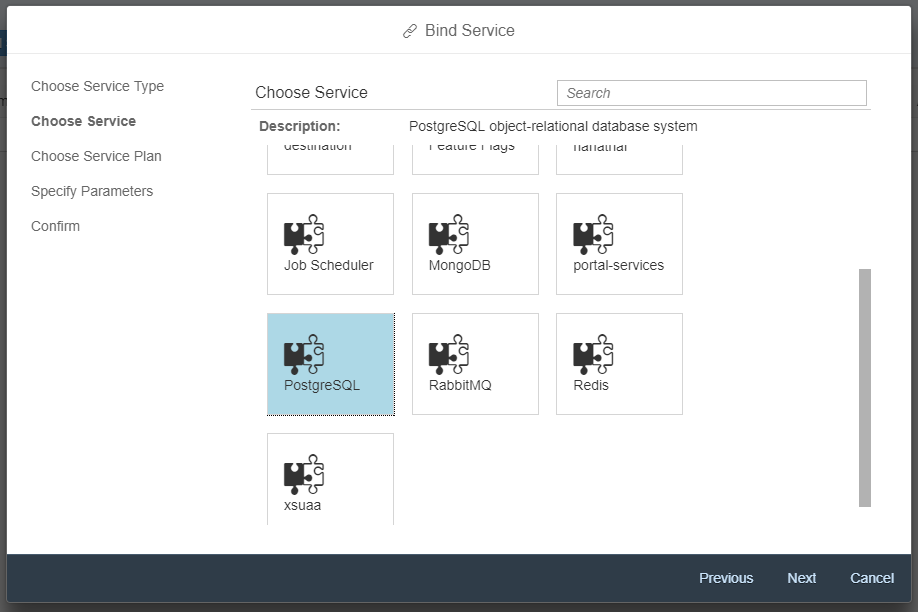 Bind Service
Choose Service Type
Choose Service
Choose Service Plan
Specify Parameters
Confirm
Choose Service
Search
Description: PostgreSQL object-relational database system
destination Feature Flags hanatrial
Job Scheduler MongoDB portal-services
PostgreSQL RabbitMQ Redis
xsuaa
Previous Next Cancel